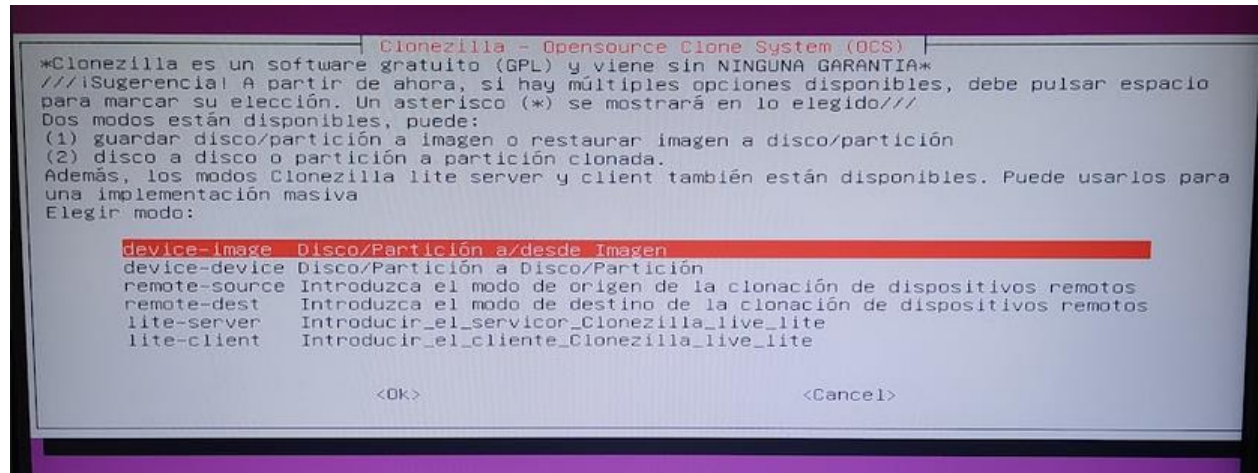 Clonezilla - Opensource Clone System (OCS)
*Clonezilla es un software gratuito (GPL) y viene sin NINGUNA GARANTIA*
///¡Sugerencia! A partir de ahora, si hay múltiples opciones disponibles, debe pulsar espacio
para marcar su elección. Un asterisco (*) se mostrará en lo elegido///
Dos modos están disponibles, puede:
(1) guardar disco/partición a imagen o restaurar imagen a disco/partición
(2) disco a disco o partición a partición clonada.
Además, los modos Clonezilla lite server y client también están disponibles. Puede usarlos para
una implementación masiva
Elegir modo:
device-image Disco/Partición a/desde Imagen
device-device Disco/Partición a Disco/Partición
remote-source Introduzca el modo de origen de la clonación de dispositivos remotos
remote-dest Introduzca el modo de destino de la clonación de dispositivos remotos
lite-server Introducir_el_servicor_Clonezilla_live_lite
lite-client Introducir_el_cliente_Clonezilla_live_lite
<Ok> <Cancel>